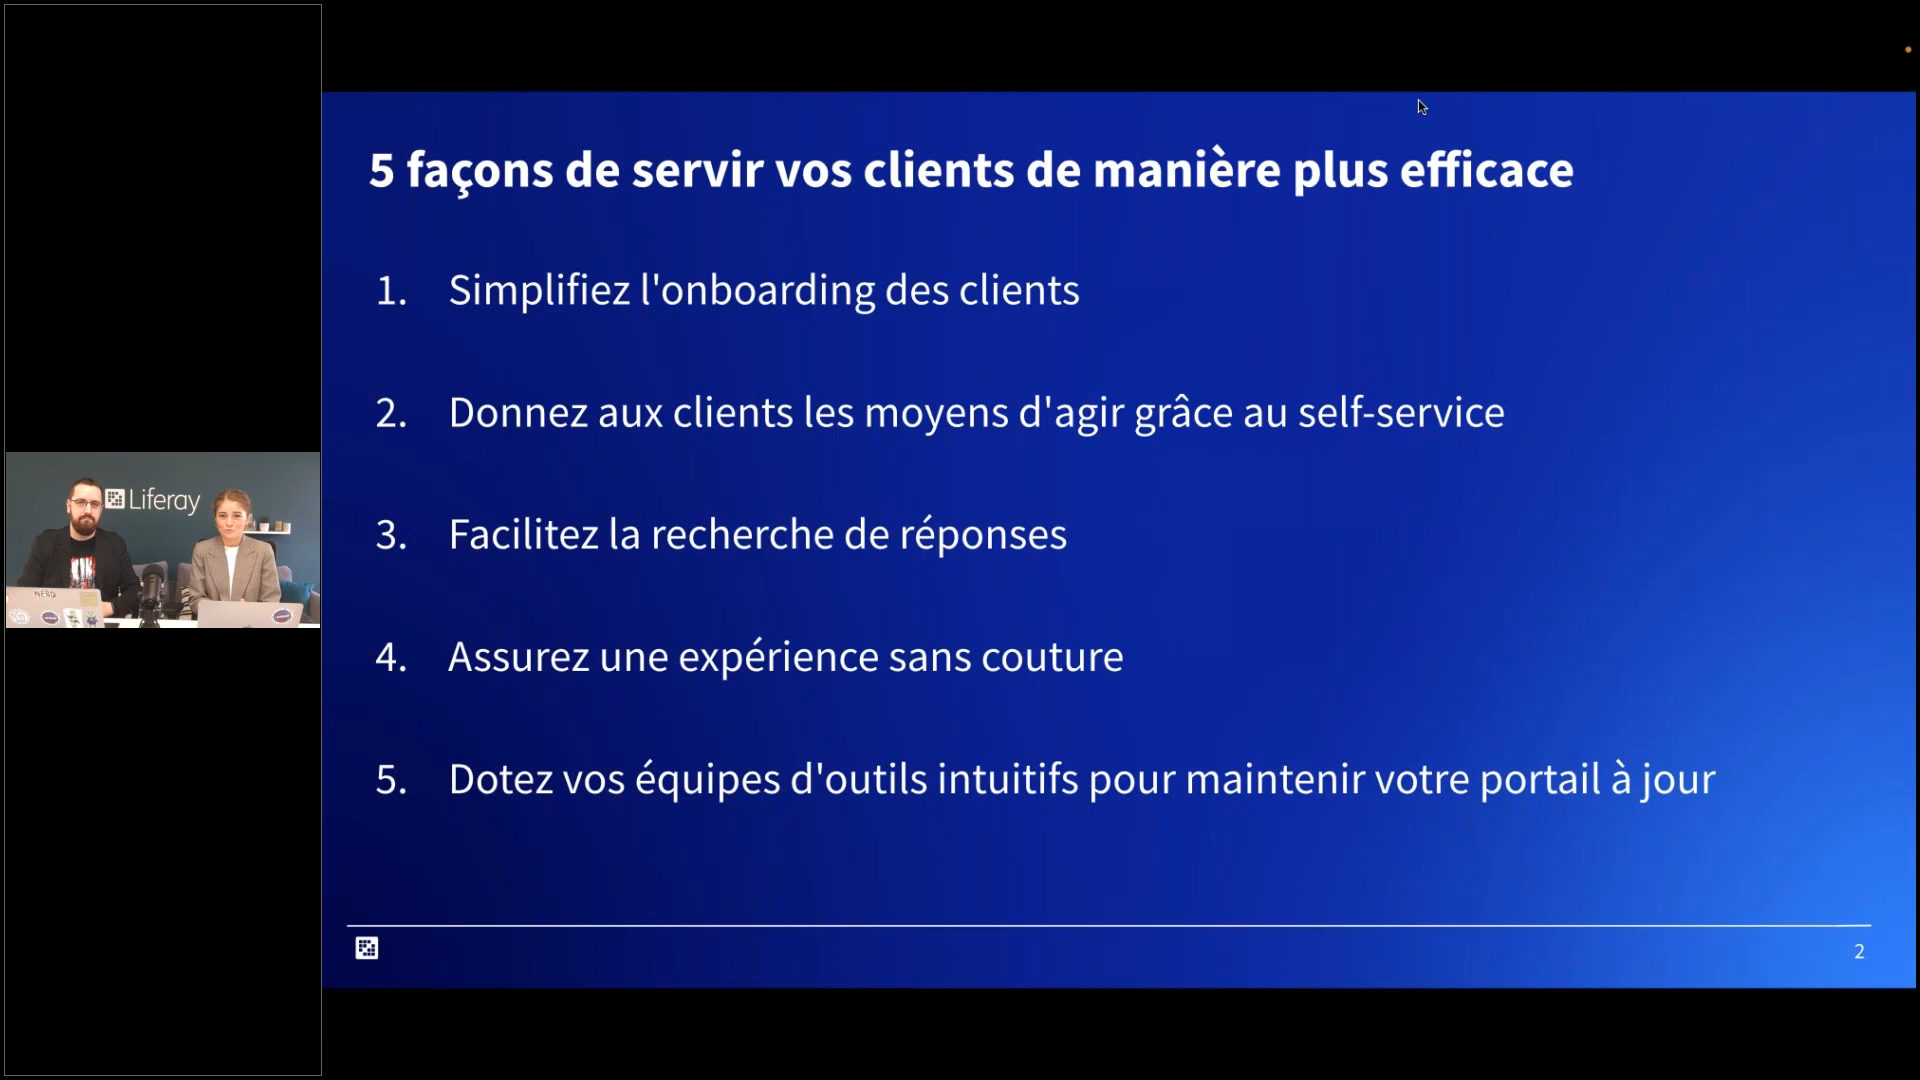 5 façons de servir vos clients de manière plus efficace
1. Simplifiez l'onboarding des clients
2. Donnez aux clients les moyens d'agir grâce au self-service
3. Facilitez la recherche de réponses
4. Assurez une expérience sans couture
5. Dotez vos équipes d'outils intuitifs pour maintenir votre portail à jour
2
Liferay
NERD